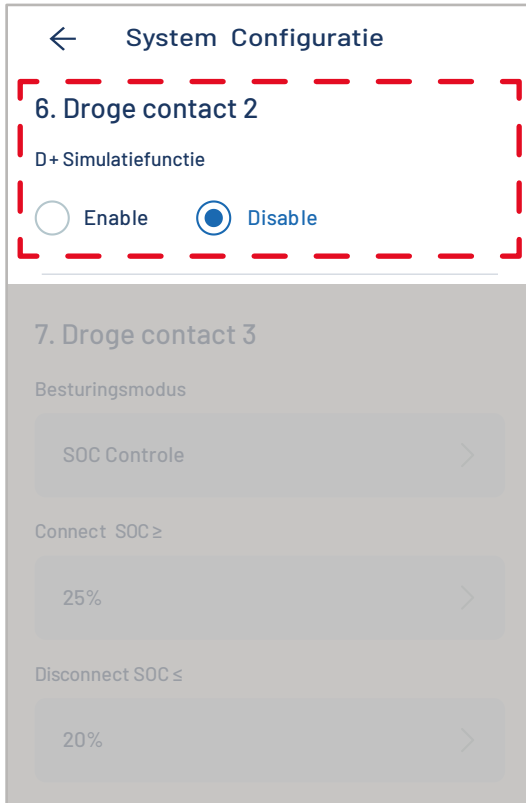 System Configuratie
6. Droge contact 2
D+ Simulatiefunctie
Enable Disable
7. Droge contact 3
Besturingsmodus
SOC Controle
Connect SOC ≥
25%
Disconnect SOC ≤
20%